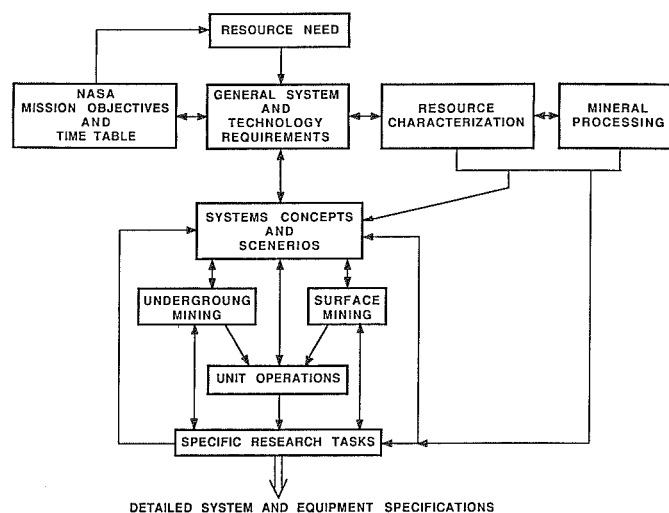 RESOURCE NEED
NASA
MISSION OBJECTIVES
AND
TIME TABLE
GENERAL SYSTEM
AND
TECHNOLOGY
REQUIREMENTS
RESOURCE
CHARACTERIZATION
MINERAL
PROCESSING
SYSTEMS CONCEPTS
AND
SCENERIOS
UNDERGROUNG
MINING
SURFACE
MINING
UNIT OPERATIONS
SPECIFIC RESEARCH TASKS
DETAILED SYSTEM AND EQUIPMENT SPECIFICATIONS